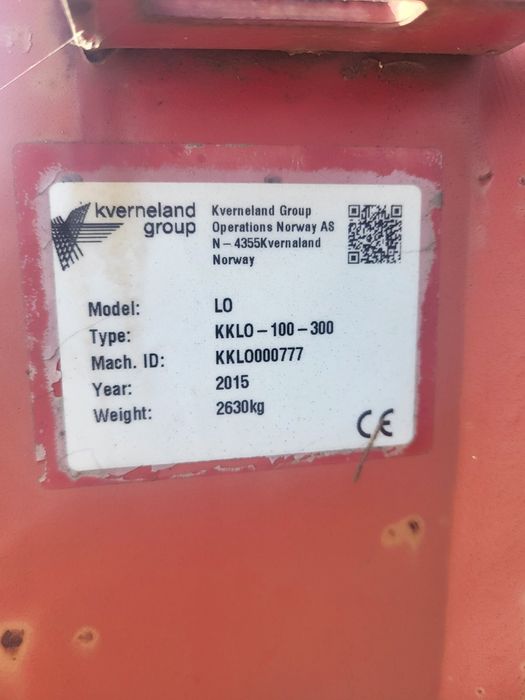 kverneland
group
Kverneland Group
Operations Norway AS
N - 4355Kvernaland
Norway
Model: LO
Type: KKLO - 100 - 300
Mach. ID: KKLO000777
Year: 2015
Weight: 2630kg
CE